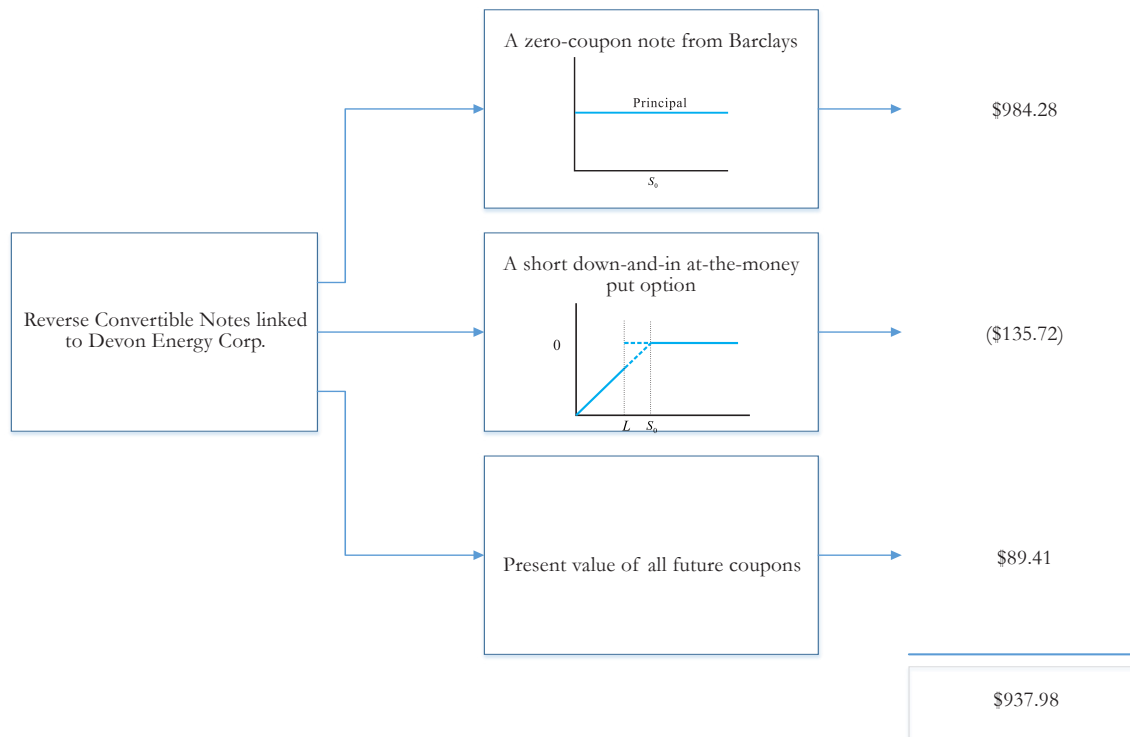 A zero-coupon note from Barclays
Principal
S₀
$984.28
Reverse Convertible Notes linked
to Devon Energy Corp.
A short down-and-in at-the-money
put option
0
L S₀
($135.72)
Present value of all future coupons
$89.41
$937.98